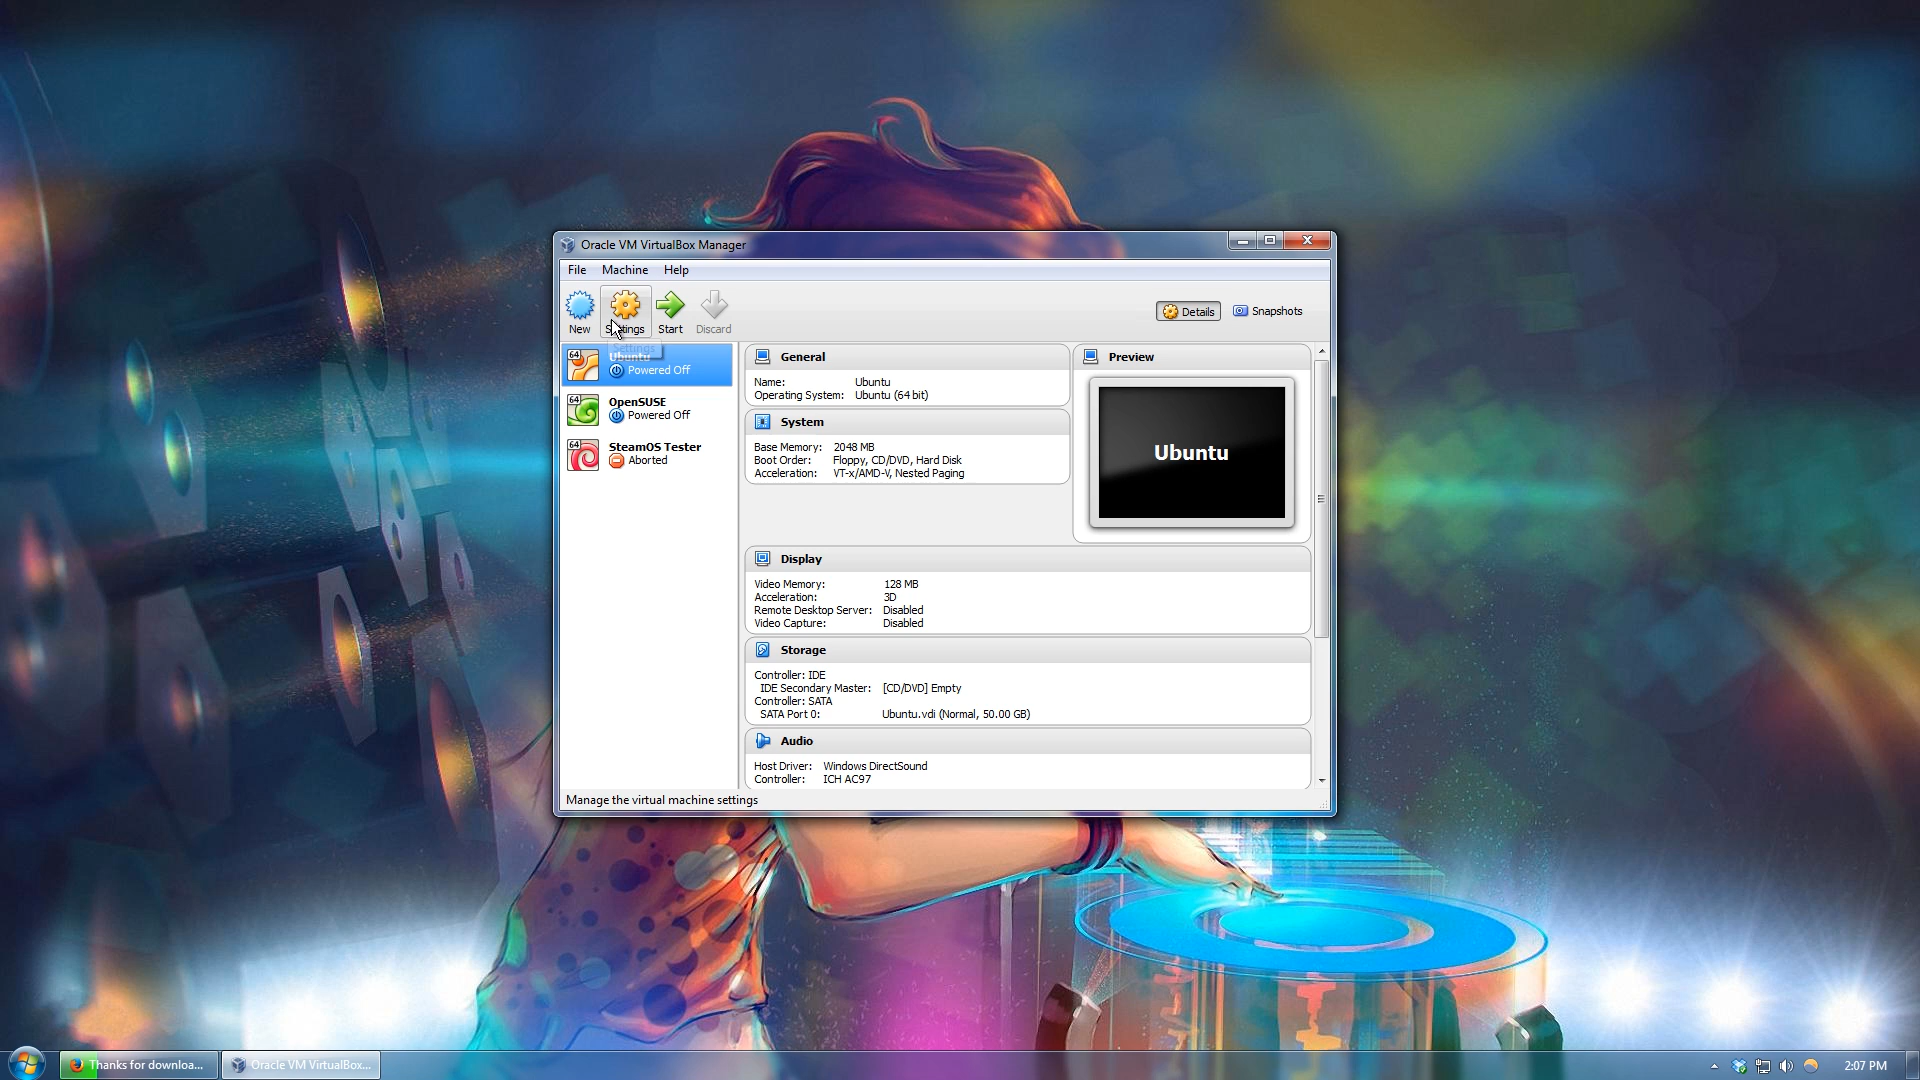 Oracle VM VirtualBox Manager
File Machine Help
New Settings Start Discard
Details Snapshots
Settings
64 Ubuntu
Powered Off
64 OpenSUSE
Powered Off
64 SteamOS Tester
Aborted
General
Name: Ubuntu
Operating System: Ubuntu (64 bit)
System
Base Memory: 2048 MB
Boot Order: Floppy, CD/DVD, Hard Disk
Acceleration: VT-x/AMD-V, Nested Paging
Preview
Ubuntu
Display
Video Memory: 128 MB
Acceleration: 3D
Remote Desktop Server: Disabled
Video Capture: Disabled
Storage
Controller: IDE
IDE Secondary Master: [CD/DVD] Empty
Controller: SATA
SATA Port 0: Ubuntu.vdi (Normal, 50.00 GB)
Audio
Host Driver: Windows DirectSound
Controller: ICH AC97
Manage the virtual machine settings
Thanks for downloa... Oracle VM VirtualBox... 2:07 PM